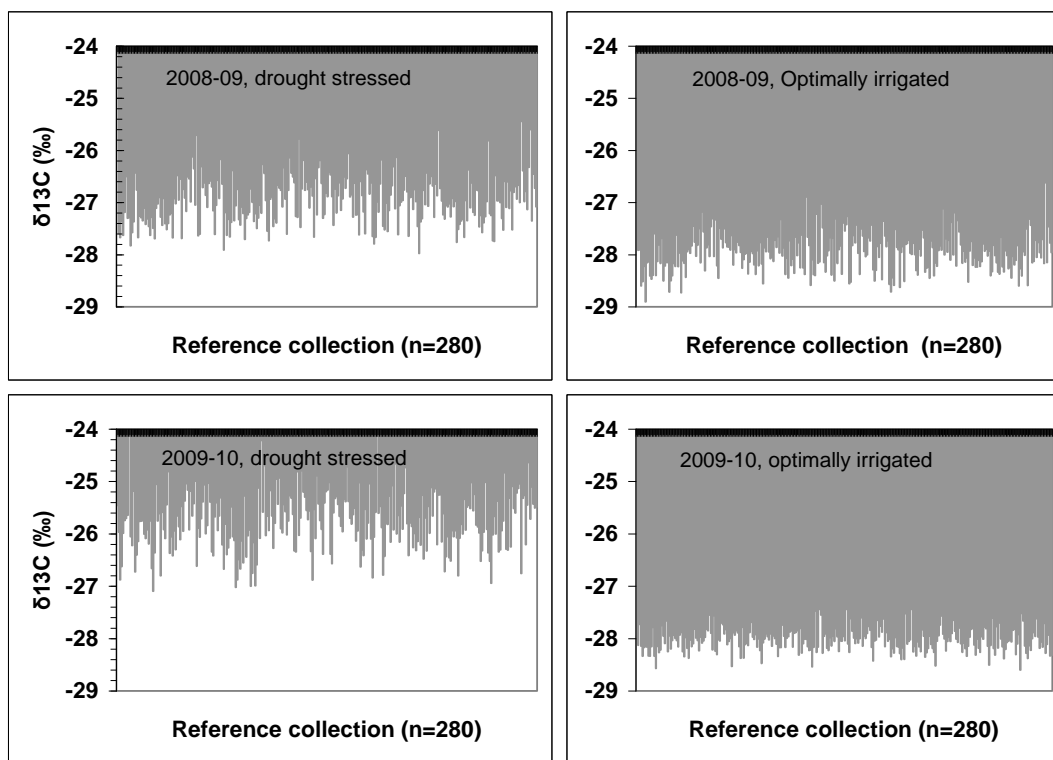 -24
-25
-26
-27
-28
-29
δ13C (‰)
2008-09, drought stressed
Reference collection (n=280)
-24
-25
-26
-27
-28
-29
2008-09, Optimally irrigated
Reference collection  (n=280)
-24
-25
-26
-27
-28
-29
δ13C (‰)
2009-10, drought stressed
Reference collection (n=280)
-24
-25
-26
-27
-28
-29
2009-10, optimally irrigated
Reference collection (n=280)